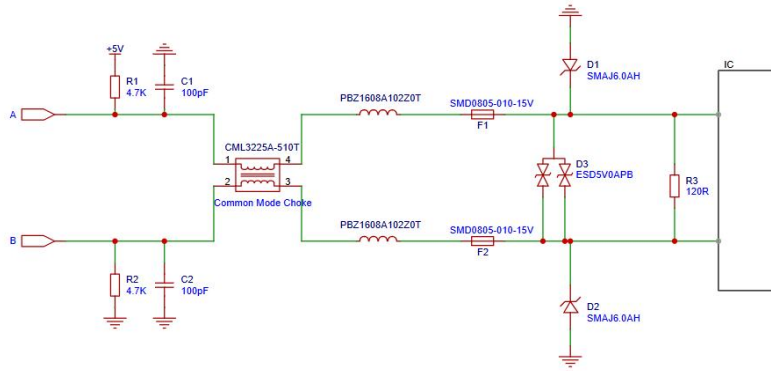 IC
D1
SMAJ6.0AH
+5V
R1
4.7K
C1
100pF
PBZ1608A102Z0T
SMD0805-010-15V
F1
A
CML3225A-510T
1
4
2
3
Common Mode Choke
D3
ESD5V0APB
R3
120R
PBZ1608A102Z0T
SMD0805-010-15V
F2
B
R2
4.7K
C2
100pF
D2
SMAJ6.0AH